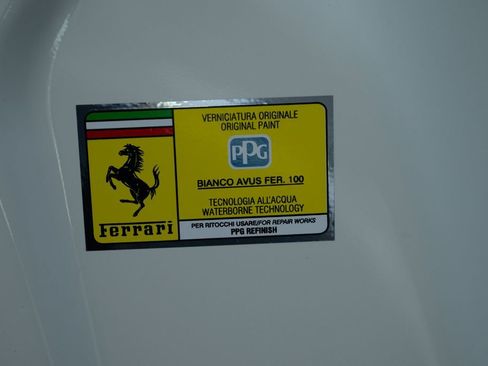 Ferrari
VERNICIATURA ORIGINALE
ORIGINAL PAINT
PPG
BIANCO AVUS FER. 100
TECNOLOGIA ALL'ACQUA
WATERBORNE TECHNOLOGY
PER RITOCCHI USARE/FOR REPAIR WORKS
PPG REFINISH